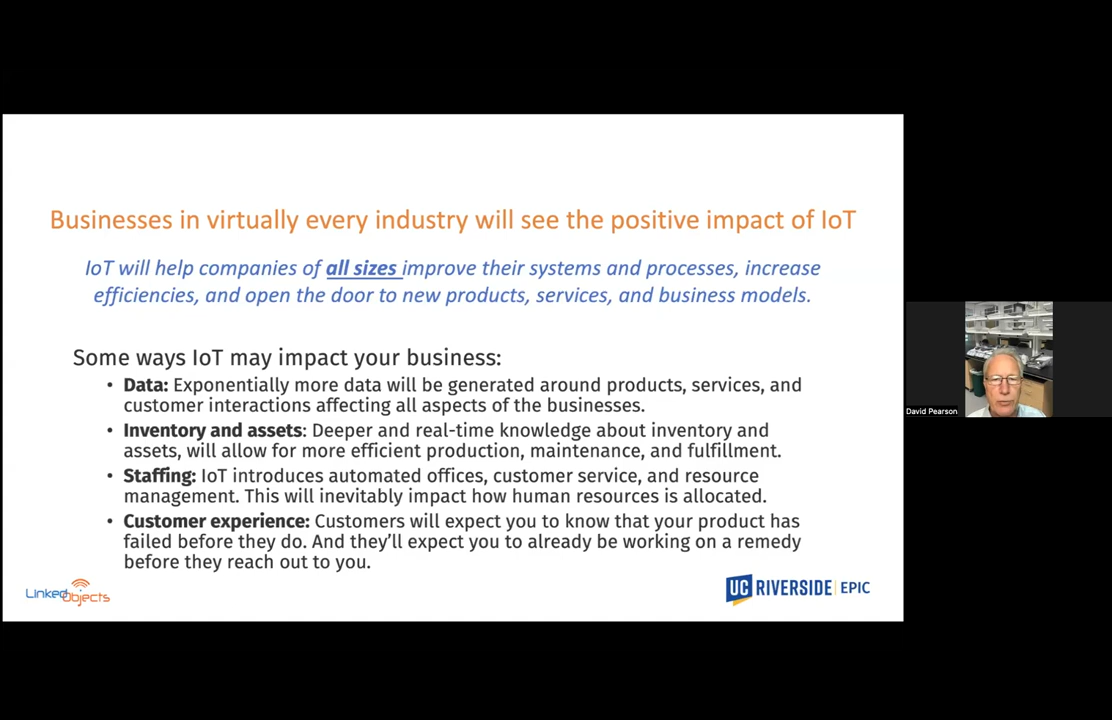 Businesses in virtually every industry will see the positive impact of IoT
IoT will help companies of all sizes improve their systems and processes, increase
efficiencies, and open the door to new products, services, and business models.
Some ways IoT may impact your business:
• Data: Exponentially more data will be generated around products, services, and
customer interactions affecting all aspects of the businesses.
• Inventory and assets: Deeper and real-time knowledge about inventory and
assets, will allow for more efficient production, maintenance, and fulfillment.
• Staffing: IoT introduces automated offices, customer service, and resource
management. This will inevitably impact how human resources is allocated.
• Customer experience: Customers will expect you to know that your product has
failed before they do. And they’ll expect you to already be working on a remedy
before they reach out to you.
Linked Objects
UC RIVERSIDE EPIC
David Pearson